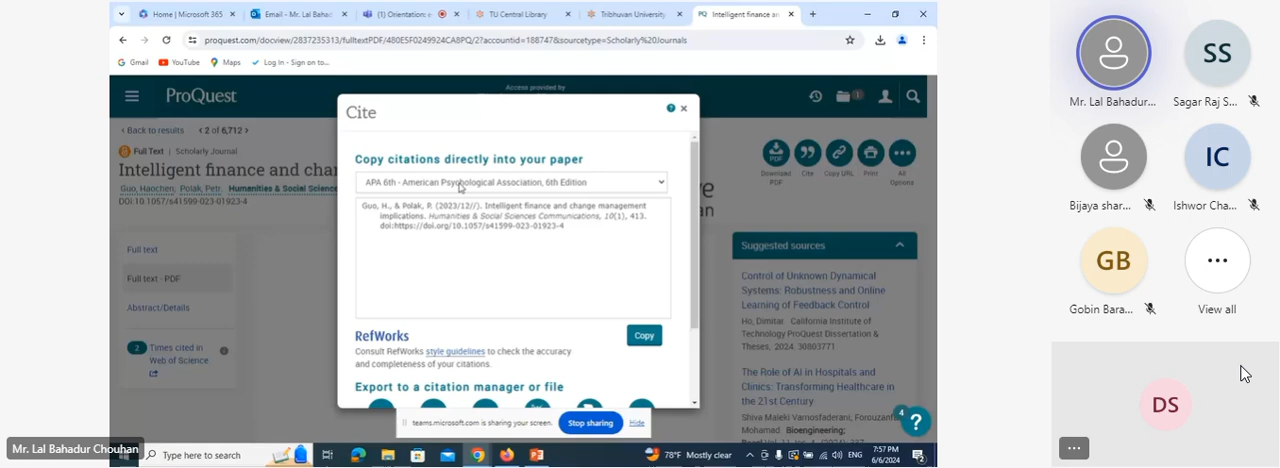 Home | Microsoft 365
Email - Mr. Lal Bahad
(1) Orientation: e
TU Central Library
Tribhuvan University
Intelligent finance an
proquest.com/docview/2837235313/fulltextPDF/480E5F0249924CA8PQ/2?accountid=188747&sourcetype=Scholarly%20Journals
Gmail
YouTube
Maps
Log In - Sign on to...
ProQuest
Access provided by
1
‹ Back to results
‹ 2 of 6,712 ›
Full Text | Scholarly Journal
Intelligent finance and cha
Guo, Haochen; Polak, Petr. Humanities & Social Science
DOI:10.1057/s41599-023-01923-4
Download PDF
Cite
Copy URL
Print
All Options
Full text
Full text - PDF
Abstract/Details
2 Times cited in
Web of Science
Cite
Copy citations directly into your paper
APA 6th - American Psychological Association, 6th Edition
Guo, H., & Polak, P. (2023/12//). Intelligent finance and change management
implications. Humanities & Social Sciences Communications, 10(1), 413.
doi:https://doi.org/10.1057/s41599-023-01923-4
Copy
RefWorks
Consult RefWorks style guidelines to check the accuracy
and completeness of your citations.
Export to a citation manager or file
Suggested sources
Control of Unknown Dynamical
Systems: Robustness and Online
Learning of Feedback Control
Ho, Dimitar. California Institute of
Technology ProQuest Dissertation &
Theses, 2024. 30803771.
The Role of AI in Hospitals and
Clinics: Transforming Healthcare in
the 21st Century
Shiva Maleki Varnosfaderani, Forouzanf
Mohamad. Bioengineering;
4
?
teams.microsoft.com is sharing your screen.
Stop sharing
Hide
Mr. Lal Bahadur Chouhan
Type here to search
78°F Mostly clear
ENG
7:57 PM
6/6/2024
2
Mr. Lal Bahadur...
SS
Sagar Raj S...
Bijaya shar...
IC
Ishwor Cha...
GB
Gobin Bara...
View all
DS